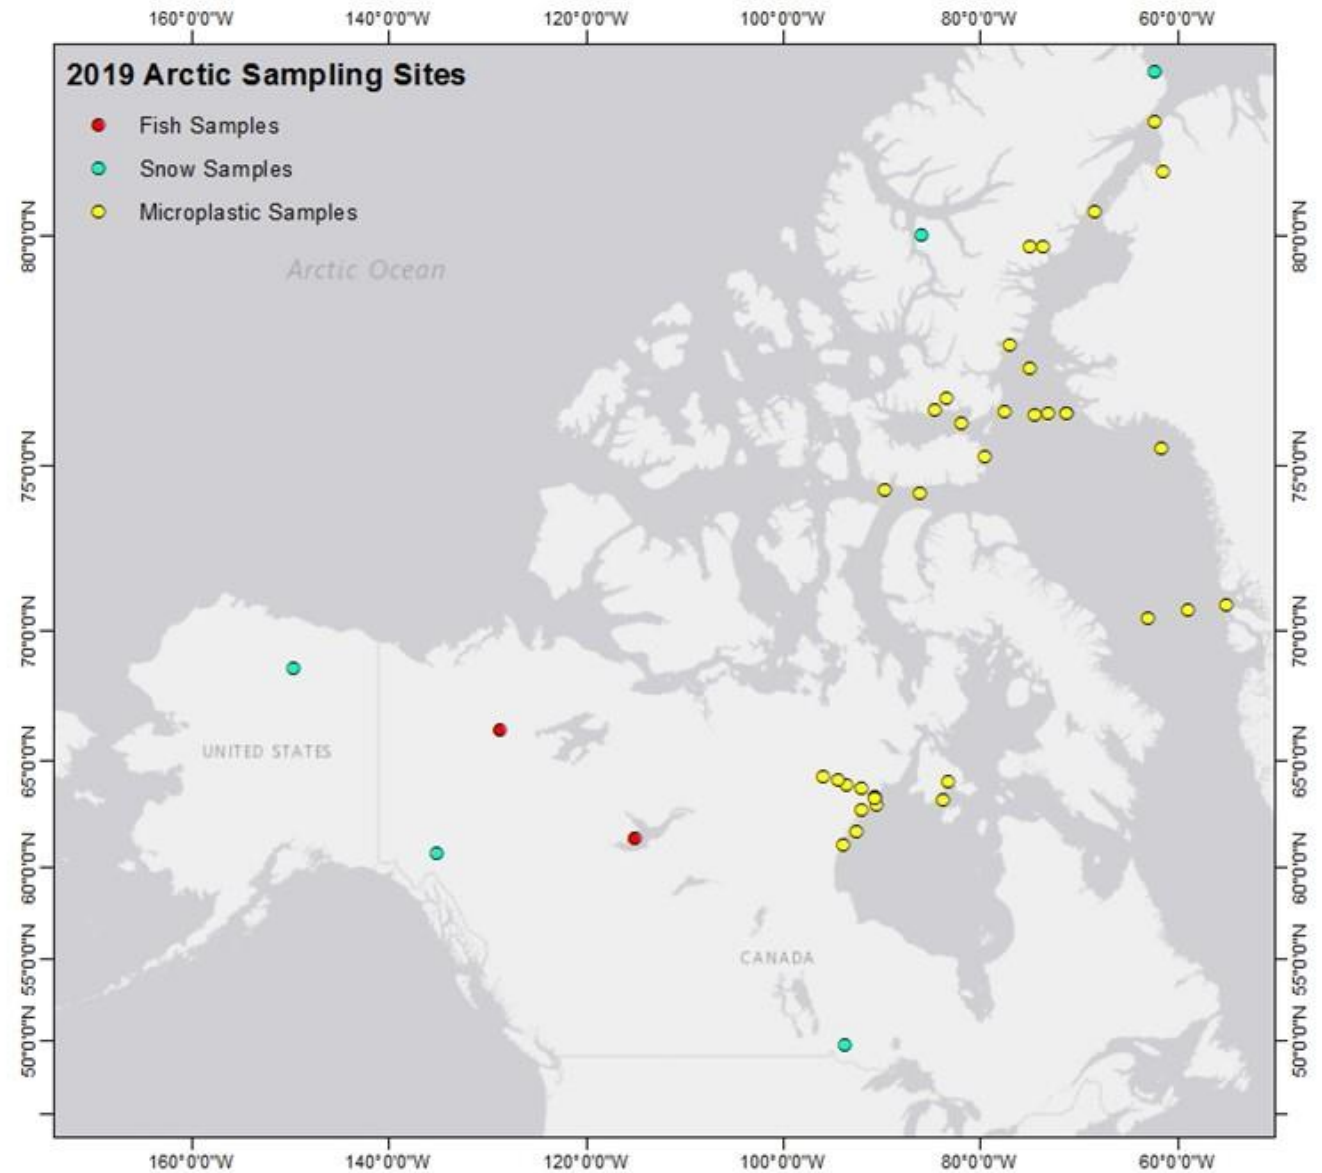 160°0'0"W 140°0'0"W 120°0'0"W 100°0'0"W 80°0'0"W 60°0'0"W
2019 Arctic Sampling Sites
Fish Samples
Snow Samples
Microplastic Samples
80°0'0"N 80°0'0"N
Arctic Ocean
75°0'0"N 75°0'0"N
70°0'0"N 70°0'0"N
65°0'0"N 65°0'0"N
UNITED STATES
60°0'0"N 60°0'0"N
55°0'0"N 55°0'0"N
CANADA
50°0'0"N 50°0'0"N
160°0'0"W 140°0'0"W 120°0'0"W 100°0'0"W 80°0'0"W 60°0'0"W